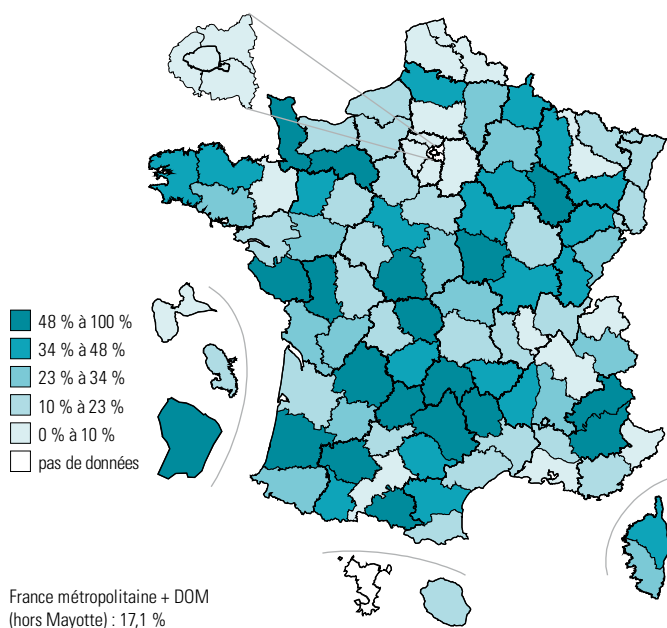 48 % à 100 %
34 % à 48 %
23 % à 34 %
10 % à 23 %
0 % à 10 %
pas de données
France métropolitaine + DOM
(hors Mayotte) : 17,1 %